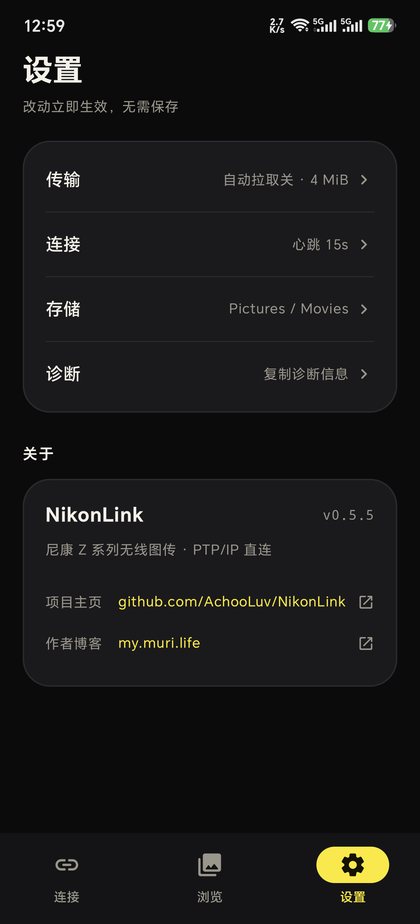 12:59 2.7 K/s 5G 5G 77
设置
改动立即生效，无需保存
传输 自动拉取关 · 4 MiB
连接 心跳 15s
存储 Pictures / Movies
诊断 复制诊断信息
关于
NikonLink v0.5.5
尼康 Z 系列无线图传 · PTP/IP 直连
项目主页 github.com/AchooLuv/NikonLink
作者博客 my.muri.life
连接 浏览 设置